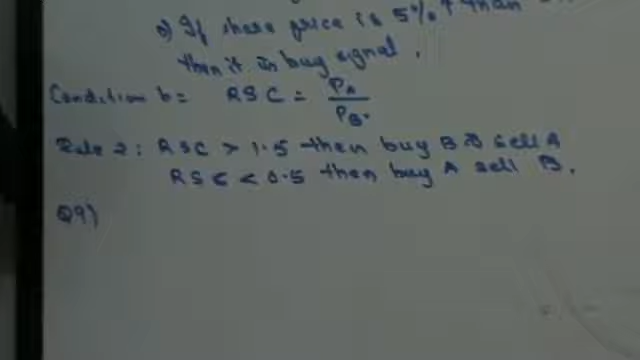 o) If share price is 5% ↑ than
then it is buy signal.
Condition b = RSC = PA / PB.
Rule 2: RSC > 1.5 then buy B & sell A
RSC < 0.5 then buy A sell B.
Q9)